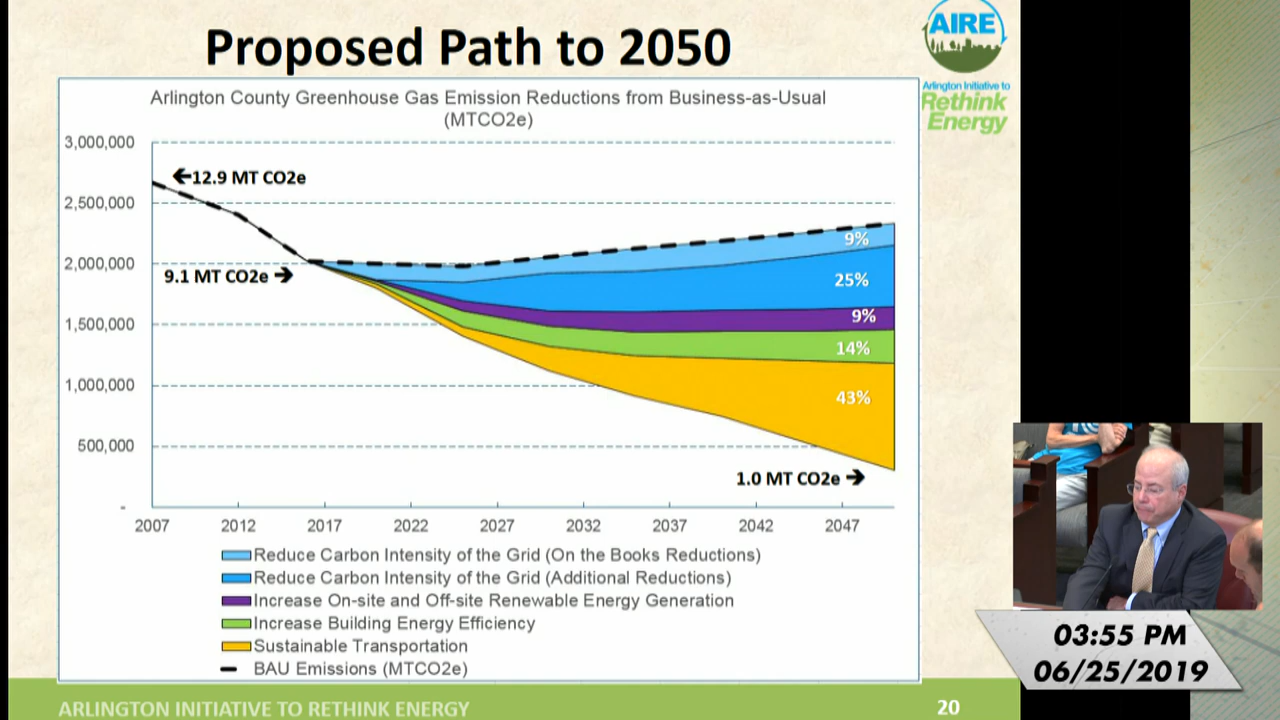 Proposed Path to 2050
AIRE
Arlington Initiative to
Rethink
Energy
Arlington County Greenhouse Gas Emission Reductions from Business-as-Usual
(MTCO2e)
3,000,000
2,500,000
2,000,000
1,500,000
1,000,000
500,000
-
🡨12.9 MT CO2e
9.1 MT CO2e 🡪
1.0 MT CO2e 🡪
9%
25%
9%
14%
43%
2007 2012 2017 2022 2027 2032 2037 2042 2047
Reduce Carbon Intensity of the Grid (On the Books Reductions)
Reduce Carbon Intensity of the Grid (Additional Reductions)
Increase On-site and Off-site Renewable Energy Generation
Increase Building Energy Efficiency
Sustainable Transportation
BAU Emissions (MTCO2e)
ARLINGTON INITIATIVE TO RETHINK ENERGY
20
03:55 PM
06/25/2019